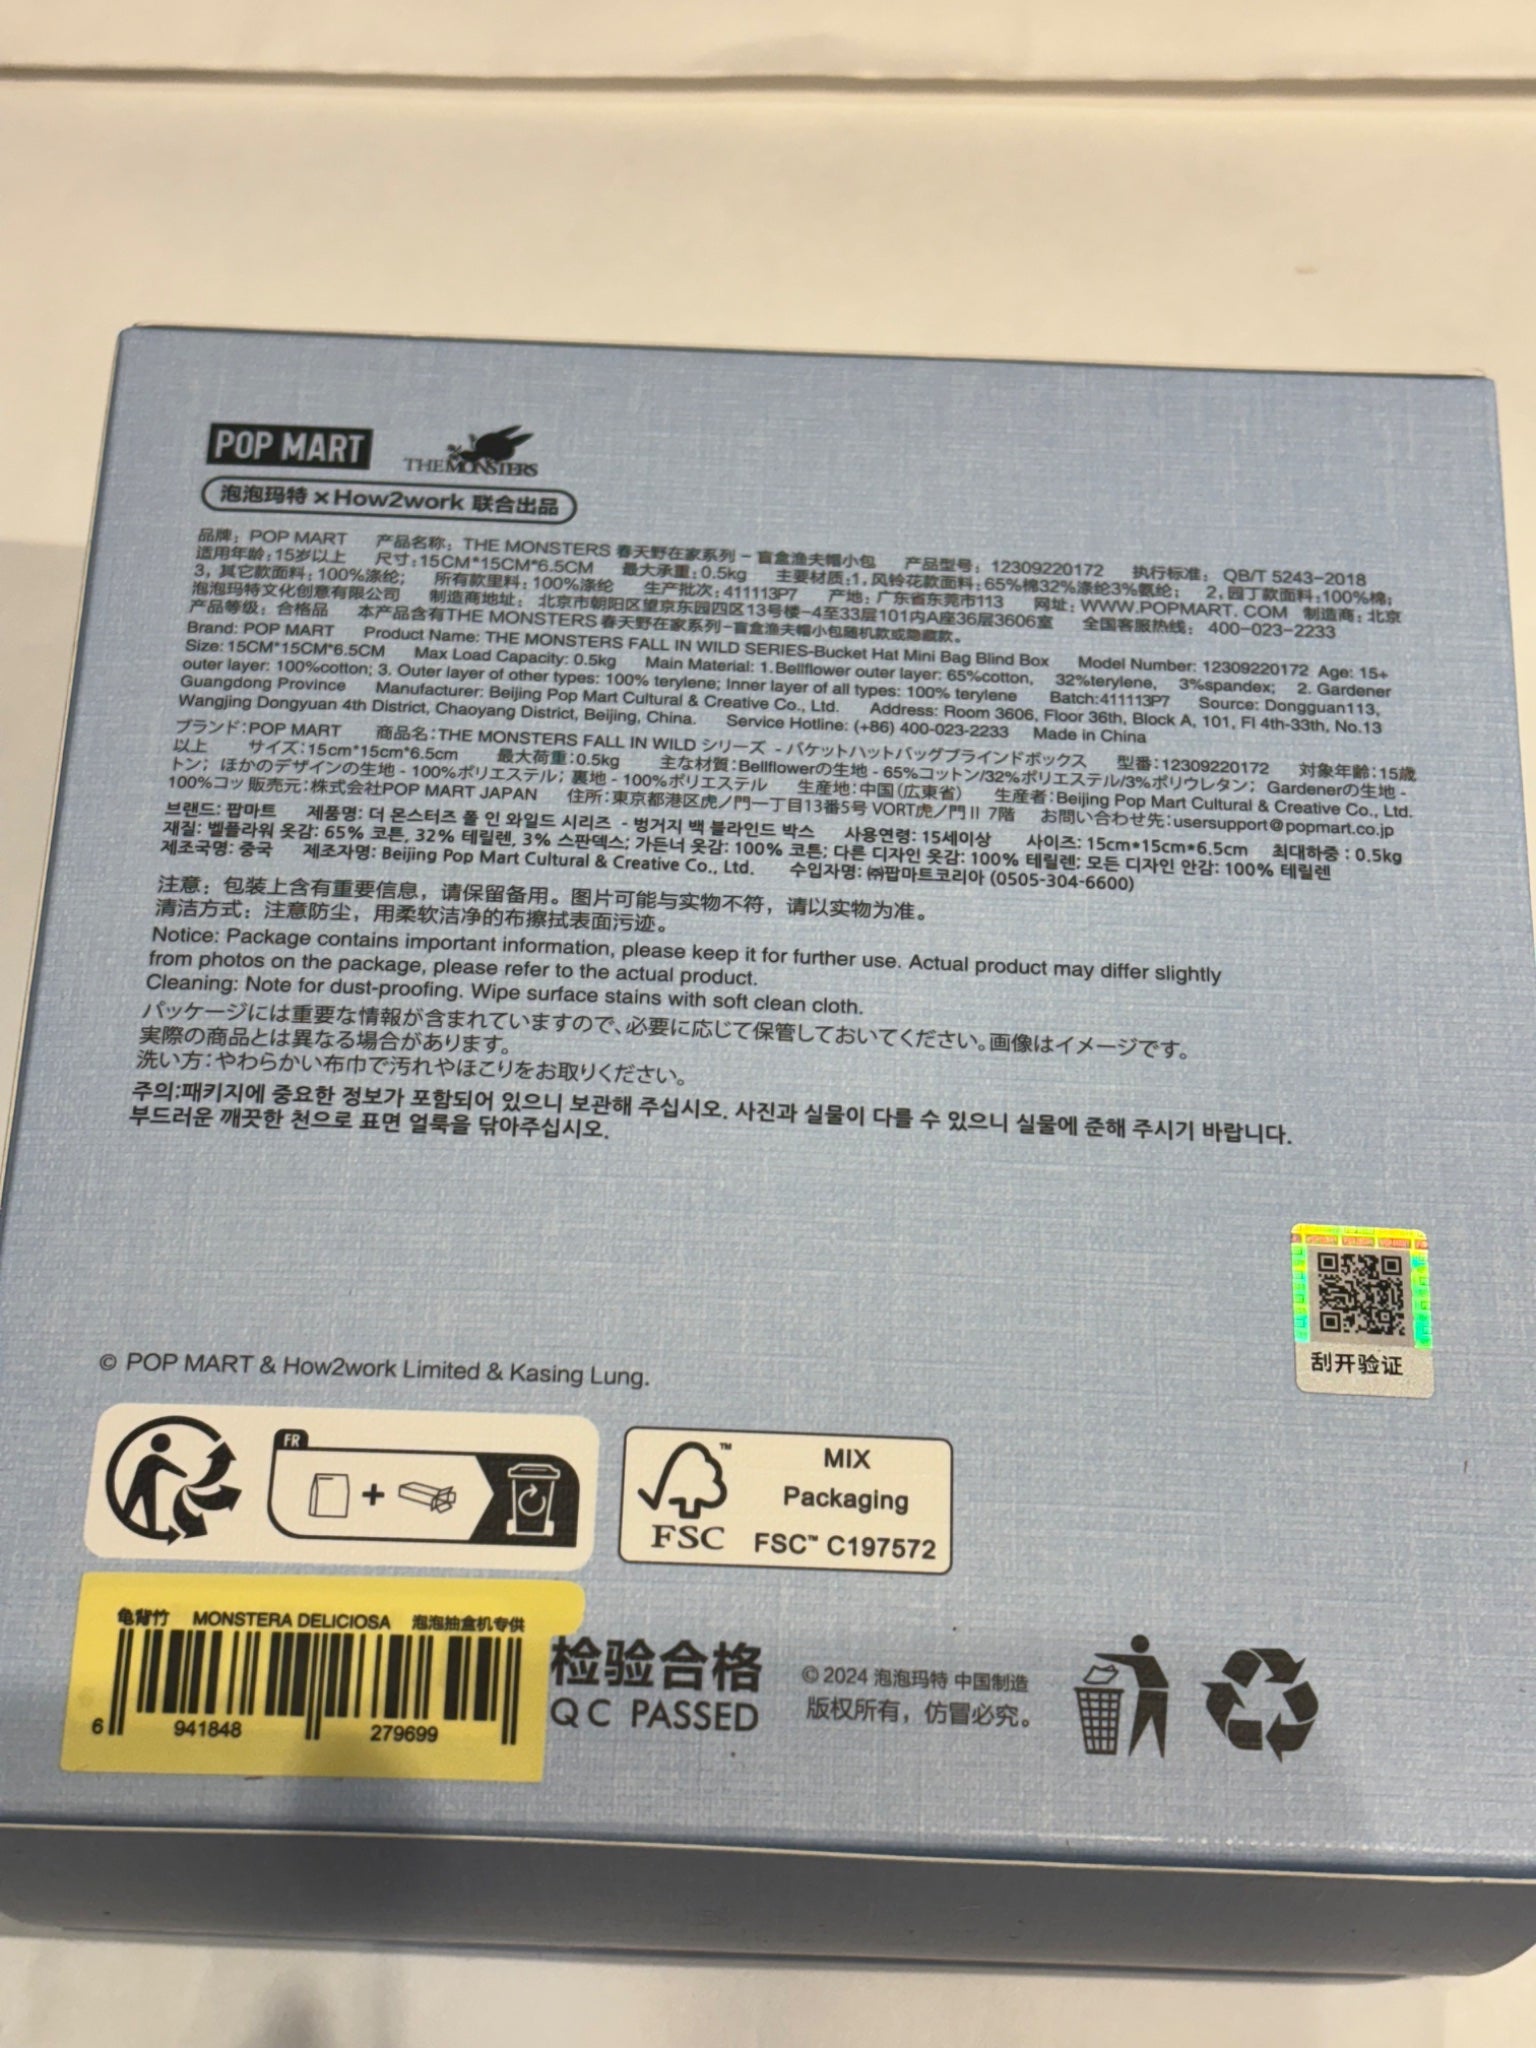 POP MART
THE MONSTERS
泡泡玛特×How2work 联合出品
品牌：POP MART 产品名称：THE MONSTERS 春天野在家系列－盲盒渔夫帽小包 产品型号：12309220172 执行标准：QB/T 5243-2018
适用年龄：15岁以上 尺寸：15CM*15CM*6.5CM 最大承重：0.5kg 主要材质：1，风铃花款面料：65%棉32%涤纶3%氨纶； 2，园丁款面料：100%棉；
3，其它款面料：100%涤纶； 所有款里料：100%涤纶 生产批次：411113P7 产地：广东省东莞市113 网址：WWW.POPMART.COM 制造商：北京
泡泡玛特文化创意有限公司 制造商地址：北京市朝阳区望京东园四区13号楼-4至33层101内A座36层3606室 全国客服热线：400-023-2233
产品等级：合格品 本产品含有THE MONSTERS 春天野在家系列-盲盒渔夫帽小包随机款或隐藏款。
Brand: POP MART Product Name: THE MONSTERS FALL IN WILD SERIES-Bucket Hat Mini Bag Blind Box Model Number: 12309220172 Age: 15+
Size: 15CM*15CM*6.5CM Max Load Capacity: 0.5kg Main Material: 1.Bellflower outer layer: 65%cotton, 32%terylene, 3%spandex; 2. Gardener
outer layer: 100%cotton; 3. Outer layer of other types: 100% terylene; Inner layer of all types: 100% terylene Batch:411113P7 Source: Dongguan113,
Guangdong Province Manufacturer: Beijing Pop Mart Cultural & Creative Co., Ltd. Address: Room 3606, Floor 36th, Block A, 101, Fl 4th-33th, No.13
Wangjing Dongyuan 4th District, Chaoyang District, Beijing, China. Service Hotline: (+86) 400-023-2233 Made in China
ブランド：POP MART 商品名：THE MONSTERS FALL IN WILD シリーズ - バケットハットバッグブラインドボックス 型番：12309220172 対象年齢：15歳
以上 サイズ：15cm*15cm*6.5cm 最大荷重：0.5kg 主な材質：Bellflowerの生地 - 65%コットン/32%ポリエステル/3%ポリウレタン； Gardenerの生地 -
100%コットン； ほかのデザインの生地 - 100%ポリエステル； 裏地 - 100%ポリエステル 生産地：中国（広東省） 生産者：Beijing Pop Mart Cultural & Creative Co., Ltd.
販売元：株式会社POP MART JAPAN 住所：東京都港区虎ノ門一丁目13番5号 VORT虎ノ門Ⅱ 7階 お問い合わせ先：usersupport@popmart.co.jp
브랜드: 팝마트 제품명: 더 몬스터즈 폴 인 와일드 시리즈 - 벙거지 백 블라인드 박스 사용연령: 15세이상 사이즈: 15cm*15cm*6.5cm 최대하중 : 0.5kg
재질: 벨플라워 옷감: 65% 코튼, 32% 테릴렌, 3% 스판덱스; 가든너 옷감: 100% 코튼; 다른 디자인 옷감: 100% 테릴렌; 모든 디자인 안감: 100% 테릴렌
제조국명: 중국 제조자명: Beijing Pop Mart Cultural & Creative Co., Ltd. 수입자명: ㈜팝마트코리아 (0505-304-6600)
注意：包装上含有重要信息，请保留备用。图片可能与实物不符，请以实物为准。
清洁方式：注意防尘，用柔软洁净的布擦拭表面污迹。
Notice: Package contains important information, please keep it for further use. Actual product may differ slightly
from photos on the package, please refer to the actual product.
Cleaning: Note for dust-proofing. Wipe surface stains with soft clean cloth.
パッケージには重要な情報が含まれていますので、必要に応じて保管しておいてください。画像はイメージです。
実際の商品とは異なる場合があります。
洗い方：やわらかい布巾で汚れやほこりをお取りください。
주의:패키지에 중요한 정보가 포함되어 있으니 보관해 주십시오. 사진과 실물이 다를 수 있으니 실물에 준해 주시기 바랍니다.
부드러운 깨끗한 천으로 표면 얼룩을 닦아주십시오.
刮开验证
© POP MART & How2work Limited & Kasing Lung.
FR
FSC™
MIX
Packaging
FSC™ C197572
龟背竹 MONSTERA DELICIOSA 泡泡抽盒机专供
6 941848 279699
检验合格
QC PASSED
© 2024 泡泡玛特 中国制造
版权所有，仿冒必究。